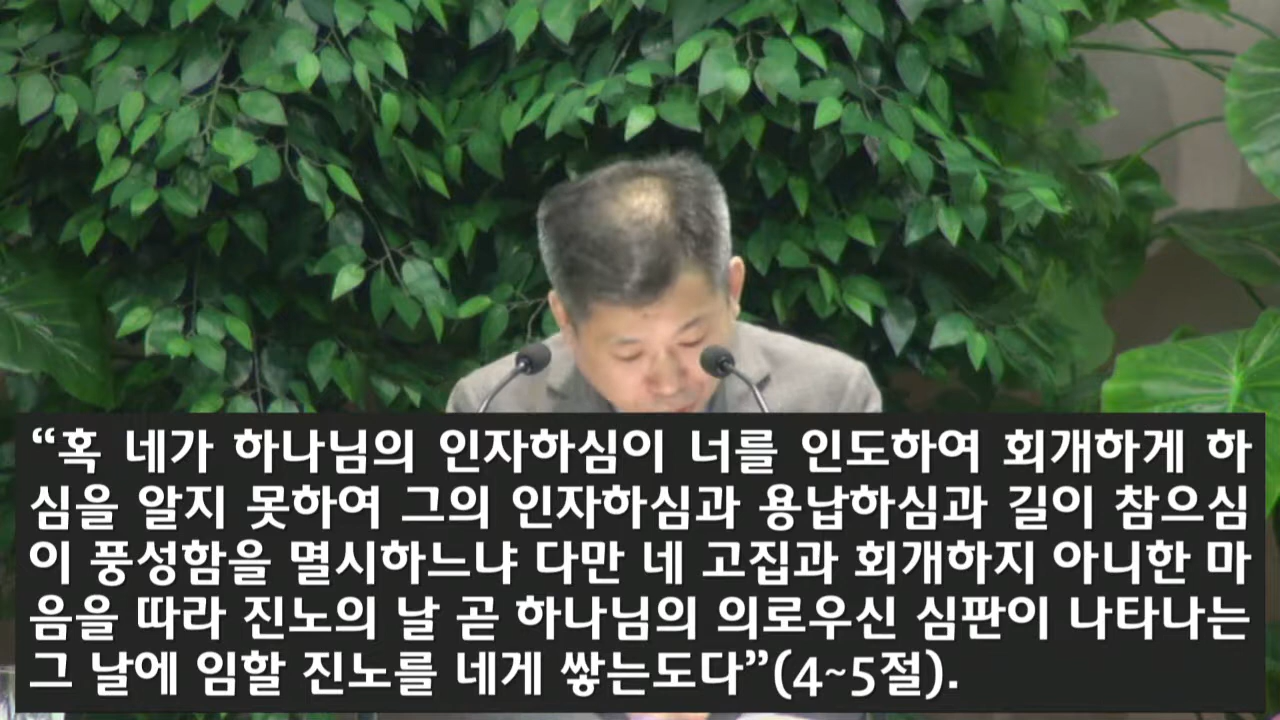 “혹 네가 하나님의 인자하심이 너를 인도하여 회개하게 하
심을 알지 못하여 그의 인자하심과 용납하심과 길이 참으심
이 풍성함을 멸시하느냐 다만 네 고집과 회개하지 아니한 마
음을 따라 진노의 날 곧 하나님의 의로우신 심판이 나타나는
그 날에 임할 진노를 네게 쌓는도다”(4~5절).